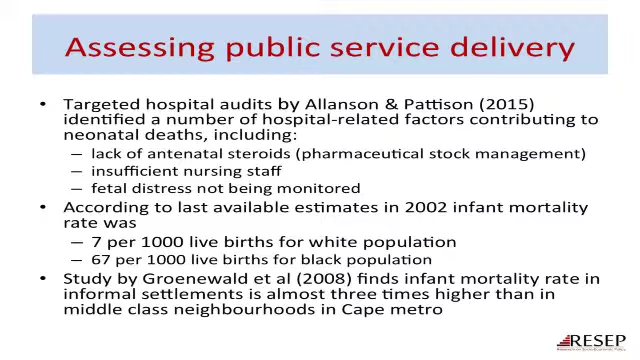 Assessing public service delivery
• Targeted hospital audits by Allanson & Pattison (2015)
identified a number of hospital-related factors contributing to
neonatal deaths, including:
– lack of antenatal steroids (pharmaceutical stock management)
– insufficient nursing staff
– fetal distress not being monitored
• According to last available estimates in 2002 infant mortality
rate was
– 7 per 1000 live births for white population
– 67 per 1000 live births for black population
• Study by Groenewald et al (2008) finds infant mortality rate in
informal settlements is almost three times higher than in
middle class neighbourhoods in Cape metro
RESEP